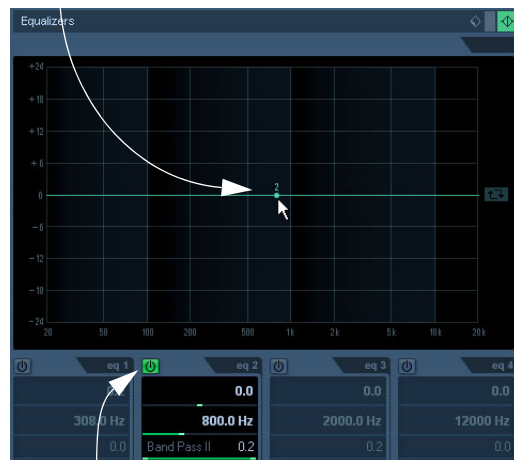 Equalizers
+24
+18
+12
+6
0
-6
-12
-18
-24
2
20 50 100 200 500 1k 2k 5k 10k 20k
eq 1 eq 2 eq 3 eq 4
0.0 0.0 0.0
308.0 Hz 800.0 Hz 2000.0 Hz 12000 Hz
0.0 Band Pass II 0.2 0.2 0.0